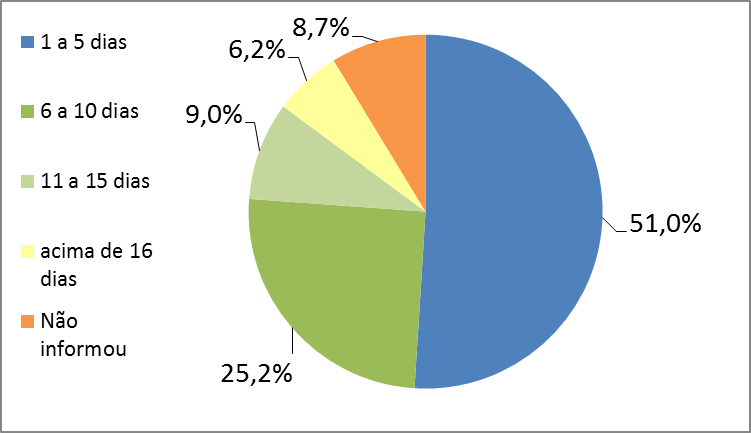 1 a 5 dias
6 a 10 dias
11 a 15 dias
acima de 16
dias
Não
informou
8,7%
6,2%
9,0%
51,0%
25,2%